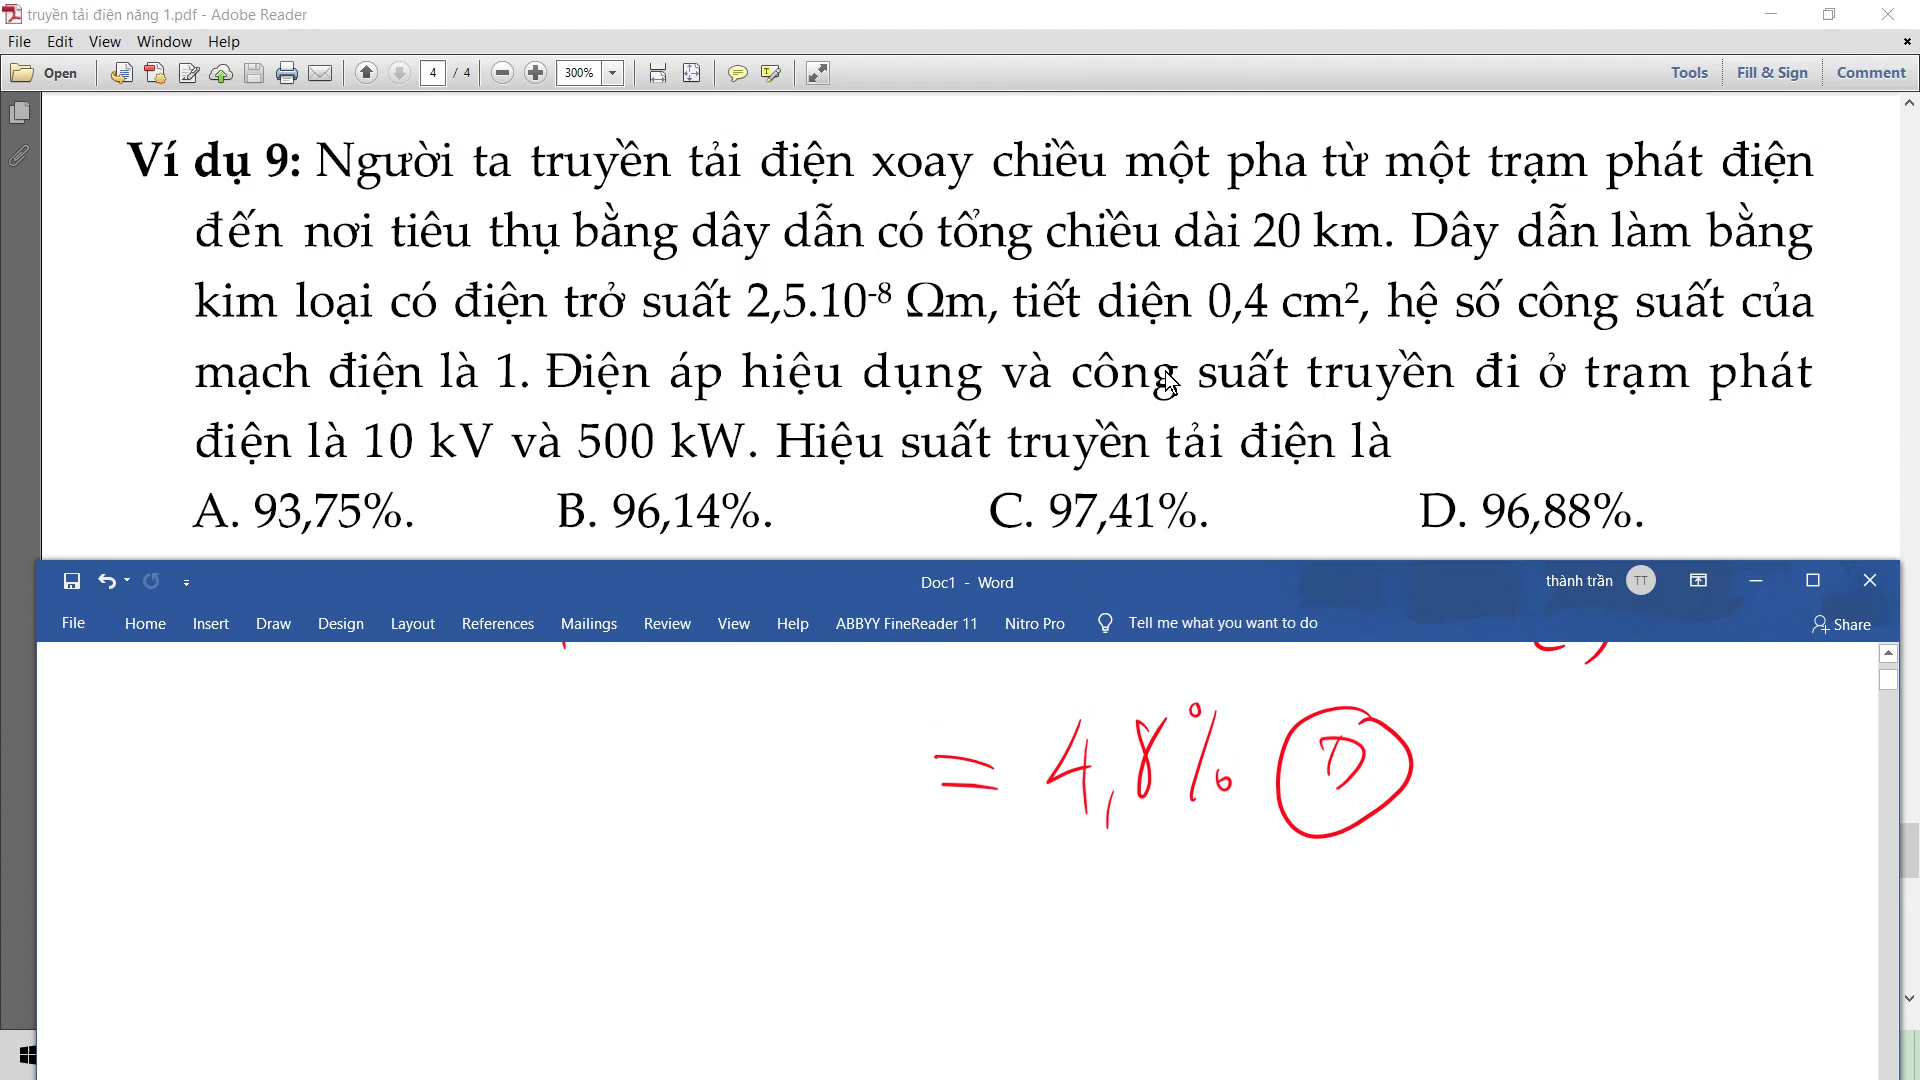 truyền tải điện năng 1.pdf - Adobe Reader
File Edit View Window Help
Open 4 / 4 300% Tools Fill & Sign Comment
Ví dụ 9: Người ta truyền tải điện xoay chiều một pha từ một trạm phát điện
đến nơi tiêu thụ bằng dây dẫn có tổng chiều dài 20 km. Dây dẫn làm bằng
kim loại có điện trở suất 2,5.10⁻⁸ Ωm, tiết diện 0,4 cm², hệ số công suất của
mạch điện là 1. Điện áp hiệu dụng và công suất truyền đi ở trạm phát
điện là 10 kV và 500 kW. Hiệu suất truyền tải điện là
A. 93,75%. B. 96,14%. C. 97,41%. D. 96,88%.
Doc1 - Word thành trần TT
File Home Insert Draw Design Layout References Mailings Review View Help ABBYY FineReader 11 Nitro Pro Tell me what you want to do Share
= 4,8% D